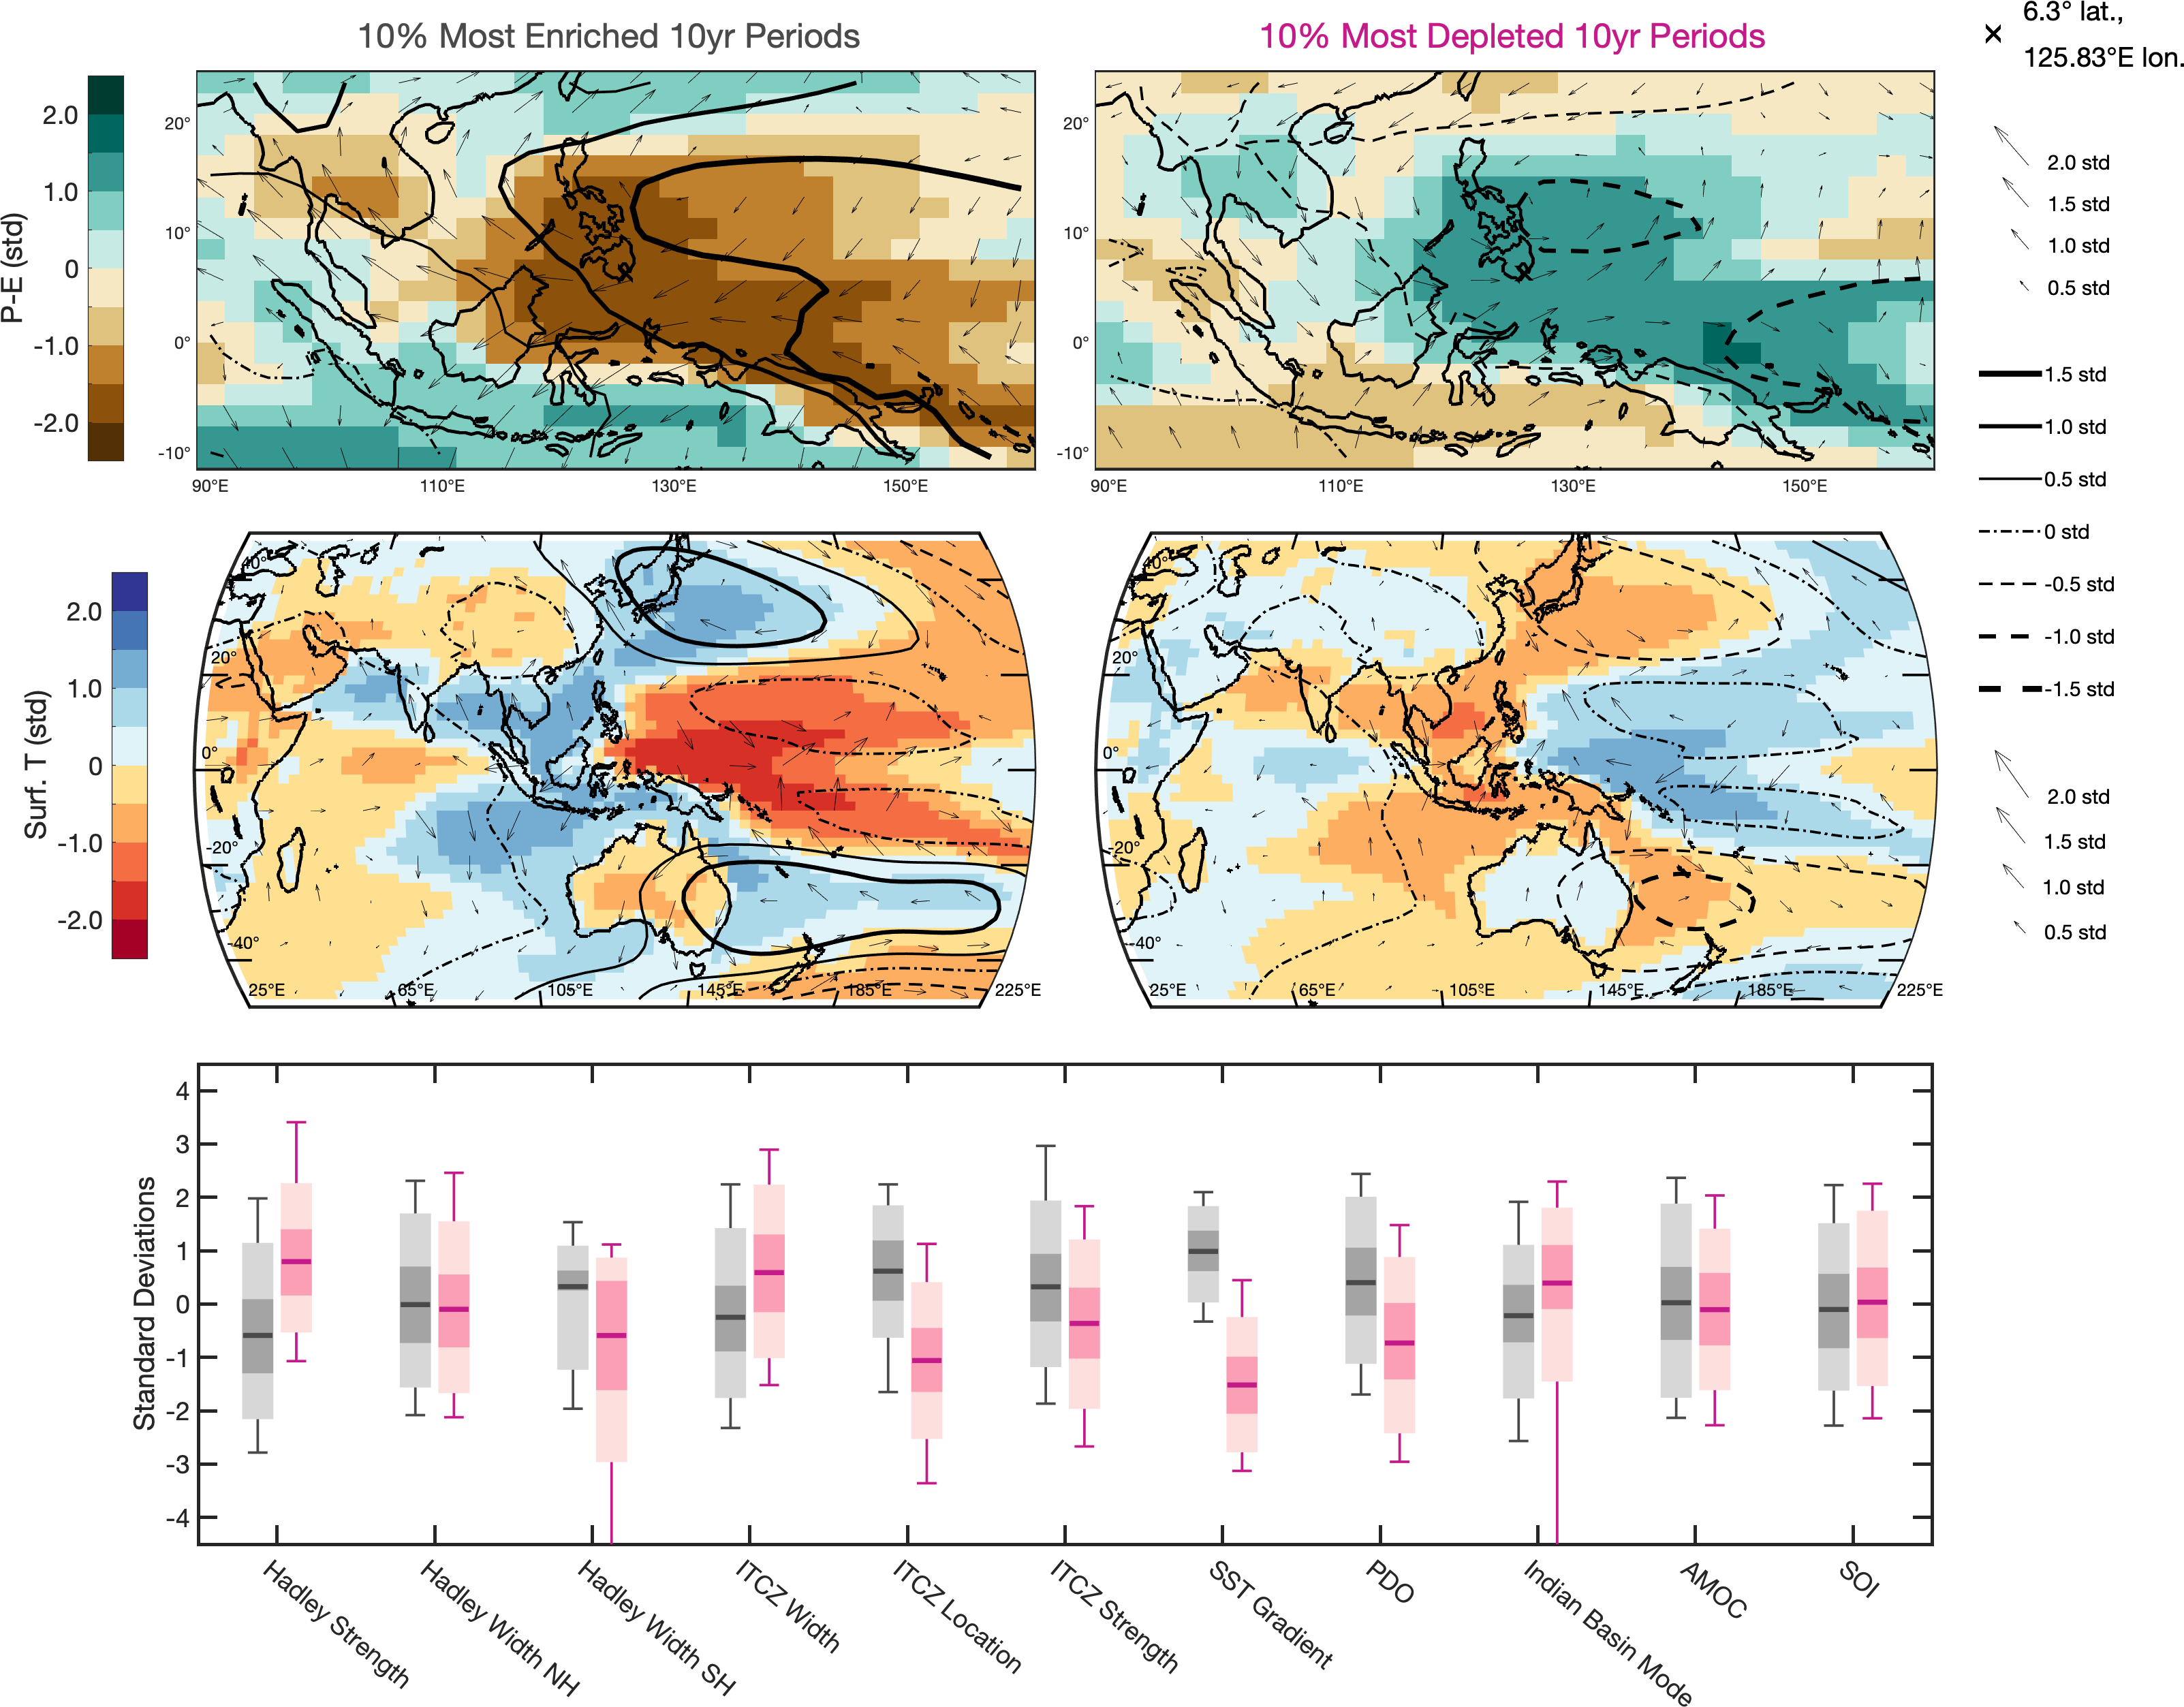 10% Most Enriched 10yr Periods
10% Most Depleted 10yr Periods
× 6.3° lat.,
125.83°E lon.
P-E (std)
2.0
1.0
0
-1.0
-2.0
20°
10°
0°
-10°
90°E
110°E
130°E
150°E
20°
10°
0°
-10°
90°E
110°E
130°E
150°E
2.0 std
1.5 std
1.0 std
0.5 std
1.5 std
1.0 std
0.5 std
0 std
-0.5 std
-1.0 std
-1.5 std
Surf. T (std)
2.0
1.0
0
-1.0
-2.0
40°
20°
0°
-20°
-40°
25°E
65°E
105°E
145°E
185°E
225°E
40°
20°
0°
-20°
-40°
25°E
65°E
105°E
145°E
185°E
225°E
2.0 std
1.5 std
1.0 std
0.5 std
Standard Deviations
4
3
2
1
0
-1
-2
-3
-4
Hadley Strength
Hadley Width NH
Hadley Width SH
ITCZ Width
ITCZ Location
ITCZ Strength
SST Gradient
PDO
Indian Basin Mode
AMOC
SOI